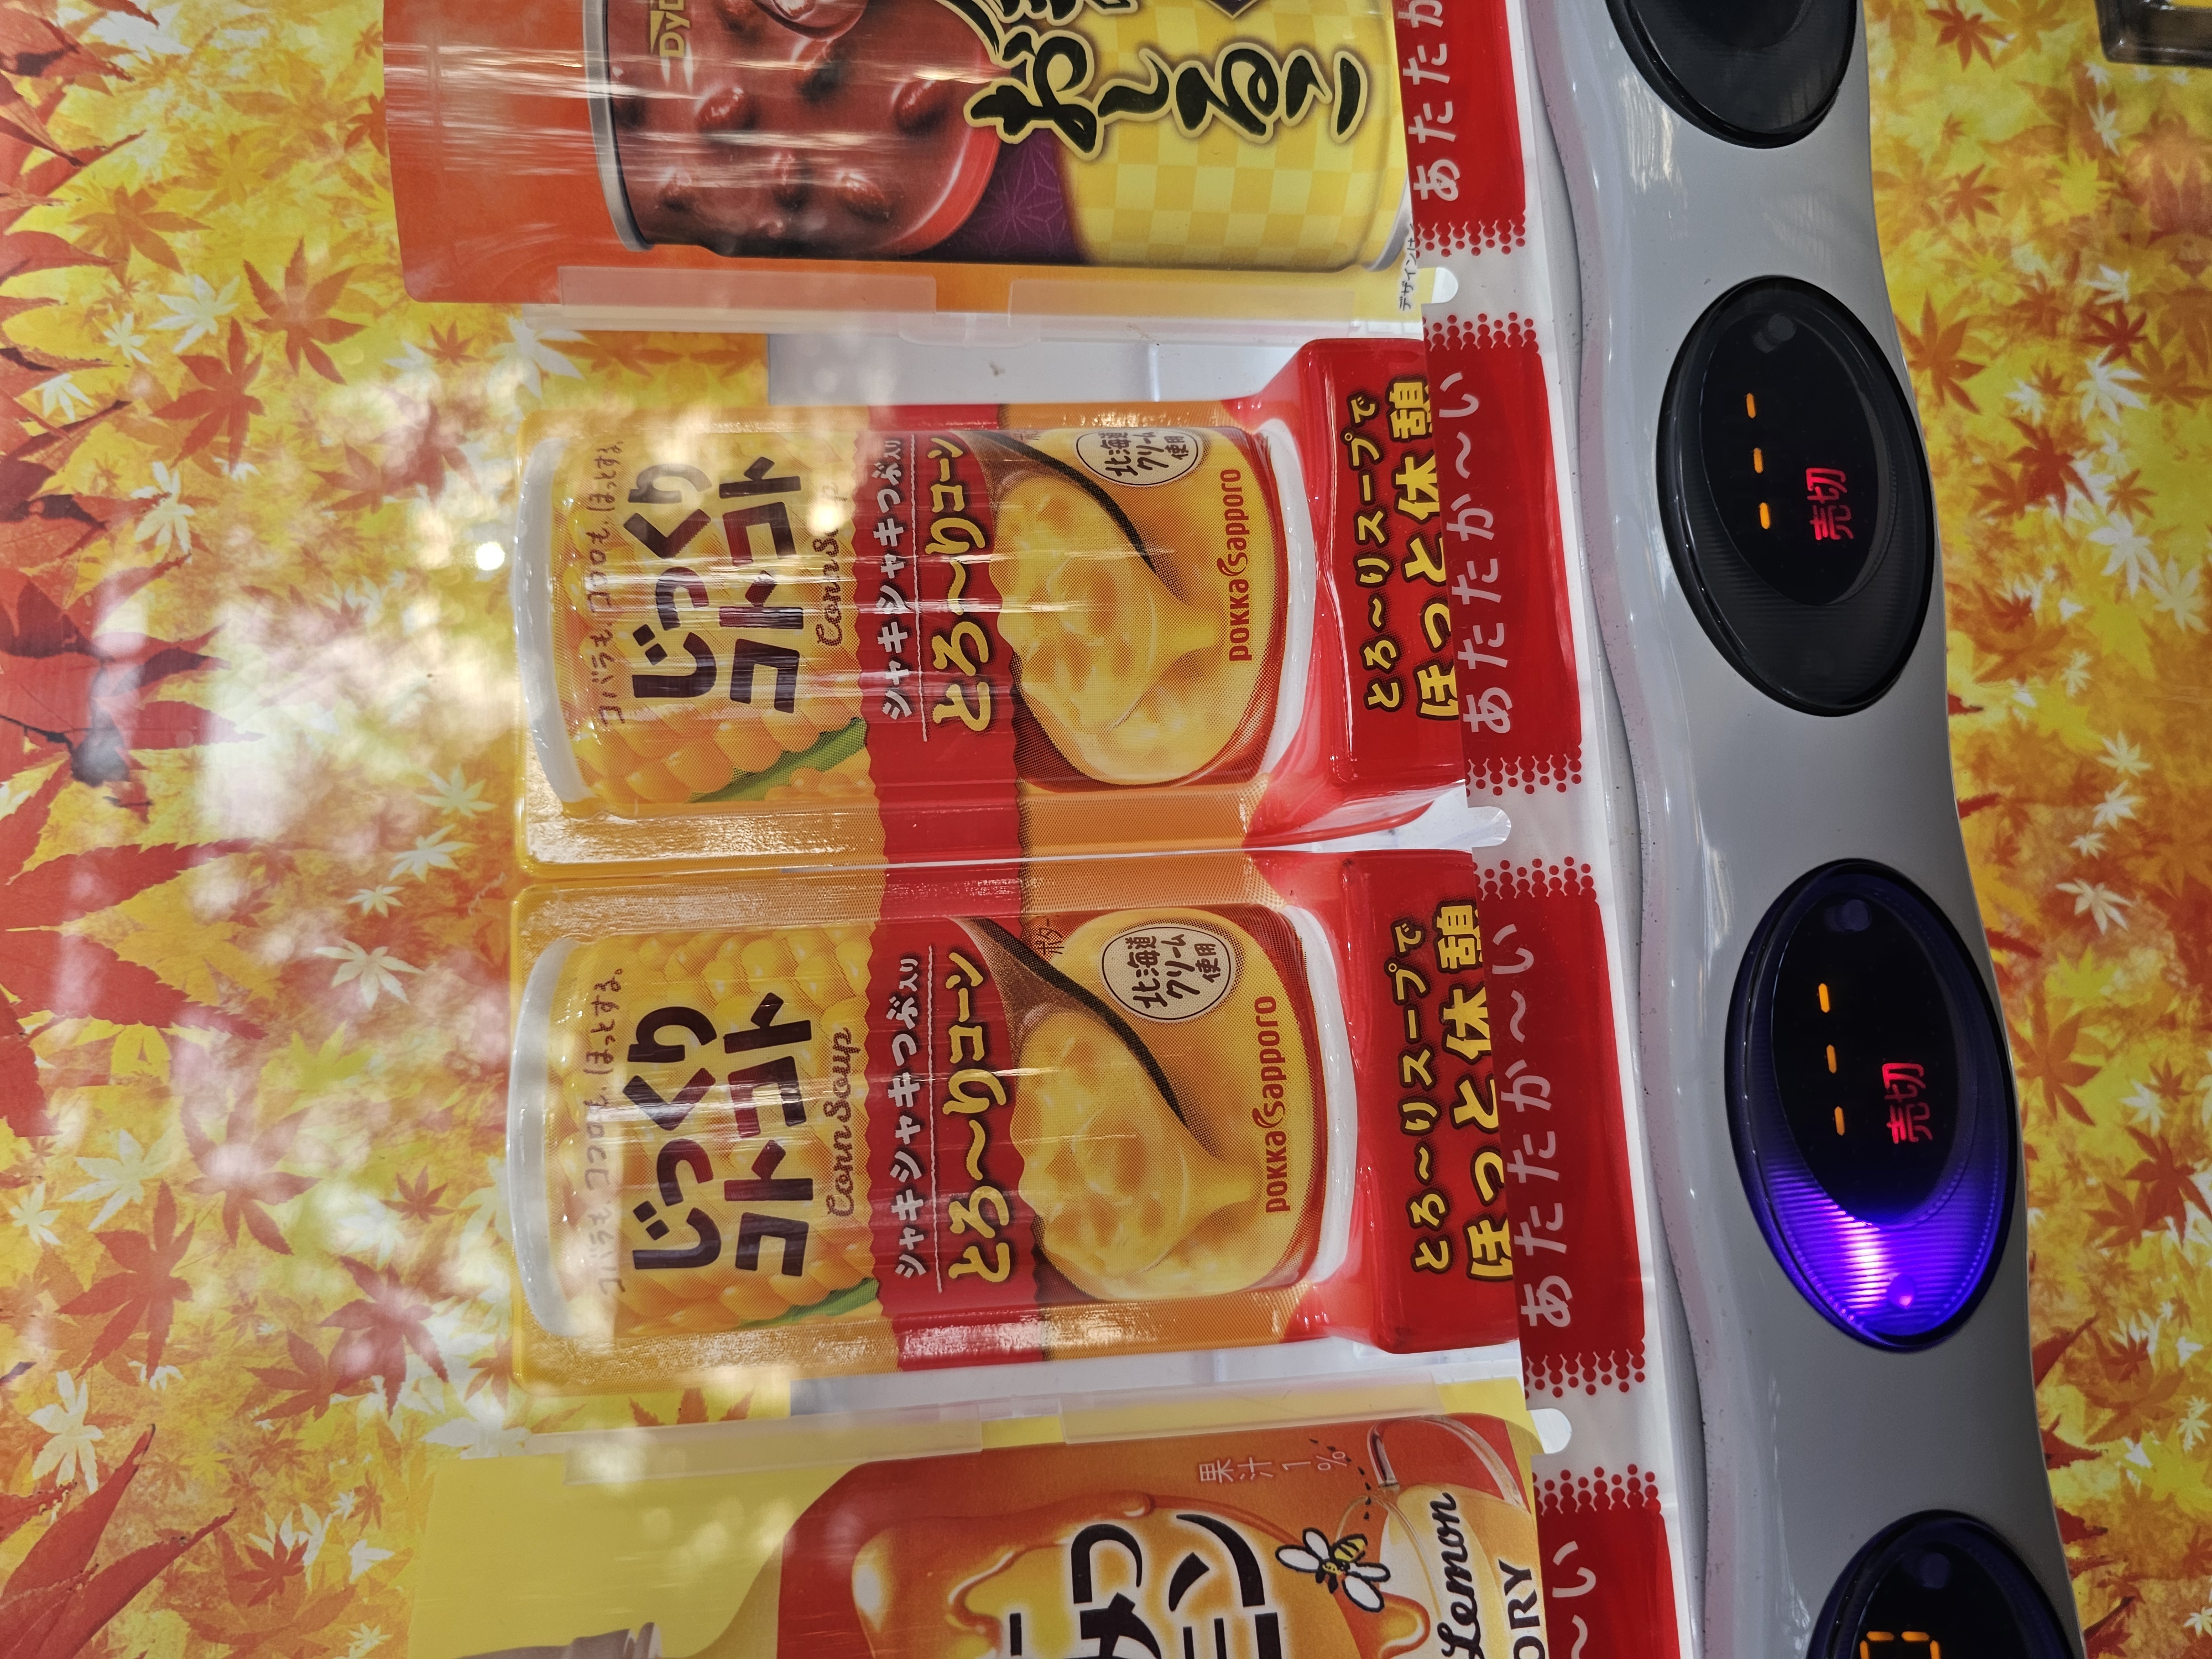 果汁1%
Lemon
あたたか〜い
コバラも、ココロも、ほっとする。
じっくり
コトコト
Corn Soup
シャキシャキつぶ入り
とろ〜りコーン
北海道
クリーム
使用
pokka sapporo
とろ〜りスープで
ほっと休憩
あたたか〜い
売切
コバラも、ココロも、ほっとする。
じっくり
コトコト
シャキシャキつぶ入り
とろ〜りコーン
北海道
クリーム
使用
pokka sapporo
とろ〜りスープで
ほっと休憩
あたたか〜い
売切
おしるこ
デザインは
あたたか